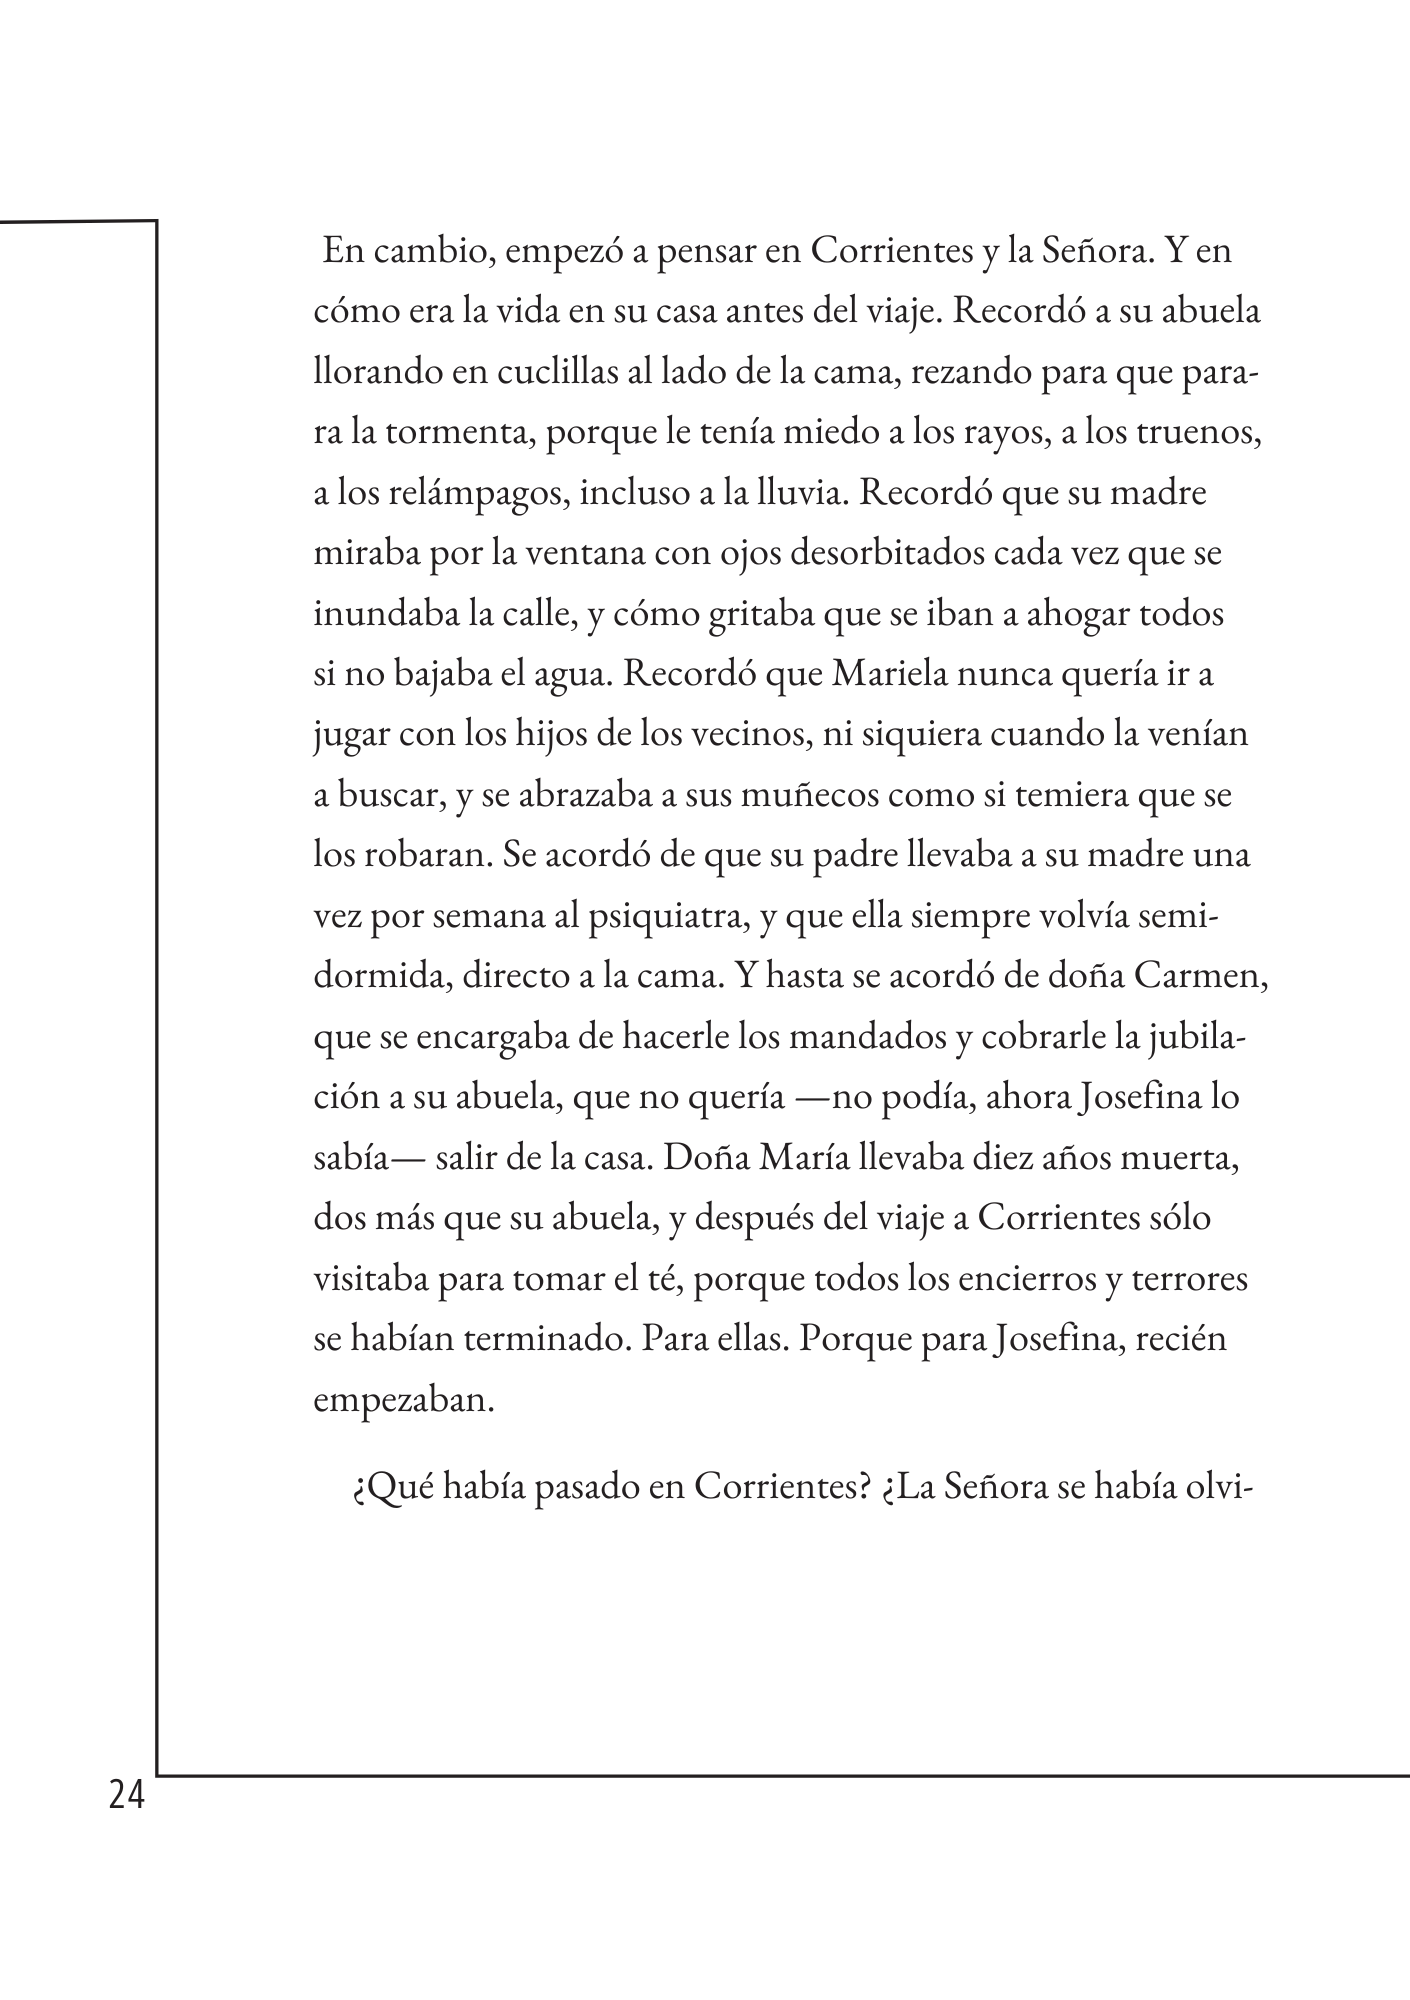 En cambio, empezó a pensar en Corrientes y la Señora. Y en
cómo era la vida en su casa antes del viaje. Recordó a su abuela
llorando en cuclillas al lado de la cama, rezando para que para-
ra la tormenta, porque le tenía miedo a los rayos, a los truenos,
a los relámpagos, incluso a la lluvia. Recordó que su madre
miraba por la ventana con ojos desorbitados cada vez que se
inundaba la calle, y cómo gritaba que se iban a ahogar todos
si no bajaba el agua. Recordó que Mariela nunca quería ir a
jugar con los hijos de los vecinos, ni siquiera cuando la venían
a buscar, y se abrazaba a sus muñecos como si temiera que se
los robaran. Se acordó de que su padre llevaba a su madre una
vez por semana al psiquiatra, y que ella siempre volvía semi-
dormida, directo a la cama. Y hasta se acordó de doña Carmen,
que se encargaba de hacerle los mandados y cobrarle la jubila-
ción a su abuela, que no quería —no podía, ahora Josefina lo
sabía— salir de la casa. Doña María llevaba diez años muerta,
dos más que su abuela, y después del viaje a Corrientes sólo
visitaba para tomar el té, porque todos los encierros y terrores
se habían terminado. Para ellas. Porque para Josefina, recién
empezaban.
¿Qué había pasado en Corrientes? ¿La Señora se había olvi-
24